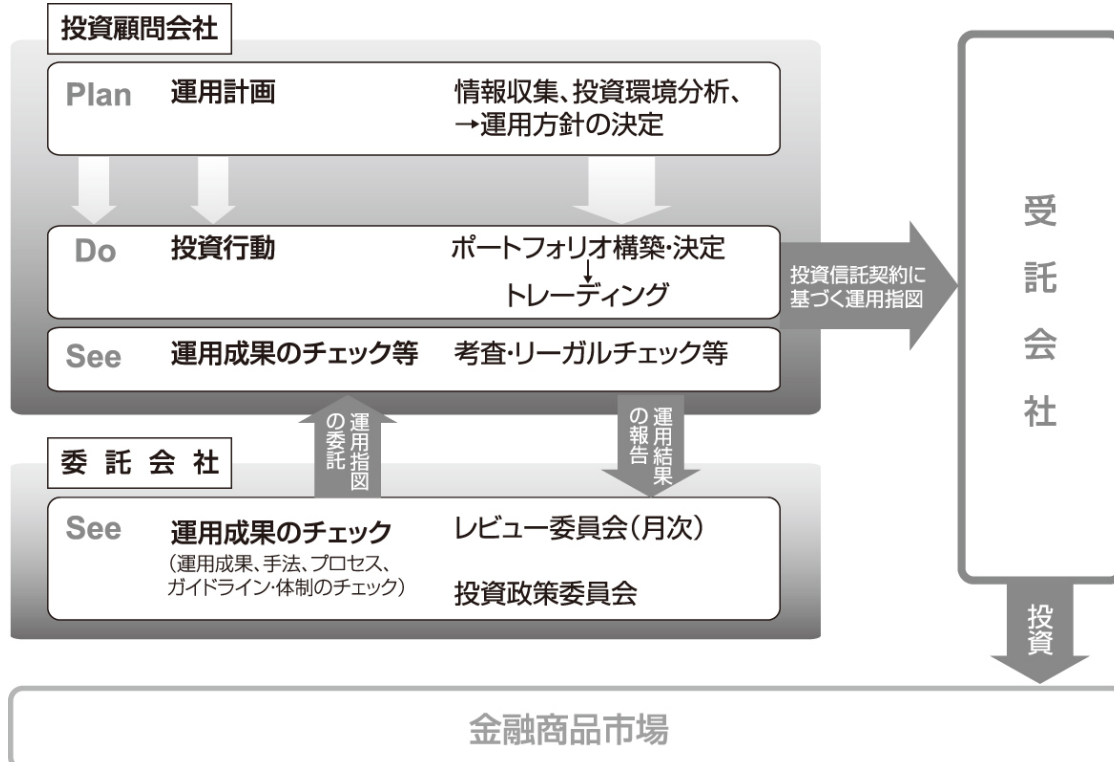 投資顧問会社
Plan 運用計画 情報収集、投資環境分析、
→運用方針の決定
Do 投資行動 ポートフォリオ構築・決定
トレーディング
See 運用成果のチェック等 考査・リーガルチェック等
投資信託契約に
基づく運用指図
受託会社
運用指図
の委託
運用結果
の報告
委託会社
See 運用成果のチェック レビュー委員会(月次)
(運用成果、手法、プロセス、
ガイドライン・体制のチェック)
投資政策委員会
投資
金融商品市場